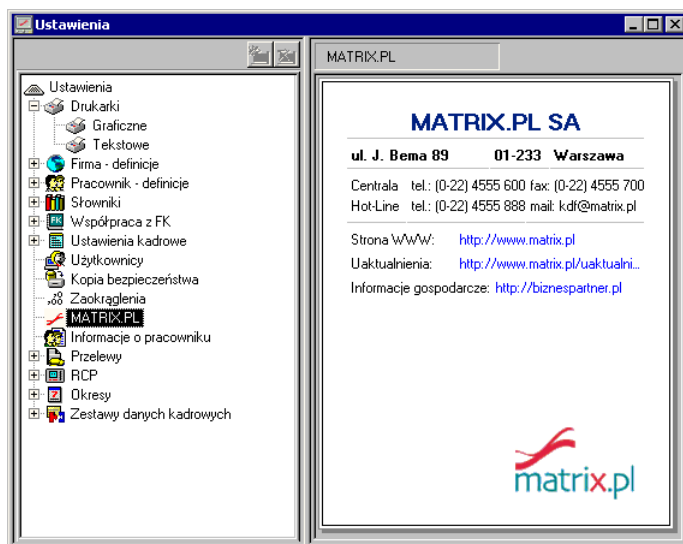 Ustawienia
Ustawienia
Drukarki
Graficzne
Tekstowe
Firma - definicje
Pracownik - definicje
Słowniki
Współpraca z FK
Ustawienia kadrowe
Użytkownicy
Kopia bezpieczeństwa
Zaokrąglenia
MATRIX.PL
Informacje o pracowniku
Przelewy
RCP
Okresy
Zestawy danych kadrowych
MATRIX.PL
MATRIX.PL SA
ul. J. Bema 89 01-233 Warszawa
Centrala tel.: (0-22) 4555 600 fax: (0-22) 4555 700
Hot-Line tel.: (0-22) 4555 888 mail: kdf@matrix.pl
Strona WWW: http://www.matrix.pl
Uaktualnienia: http://www.matrix.pl/uaktualni...
Informacje gospodarcze: http://biznespartner.pl
matrix.pl